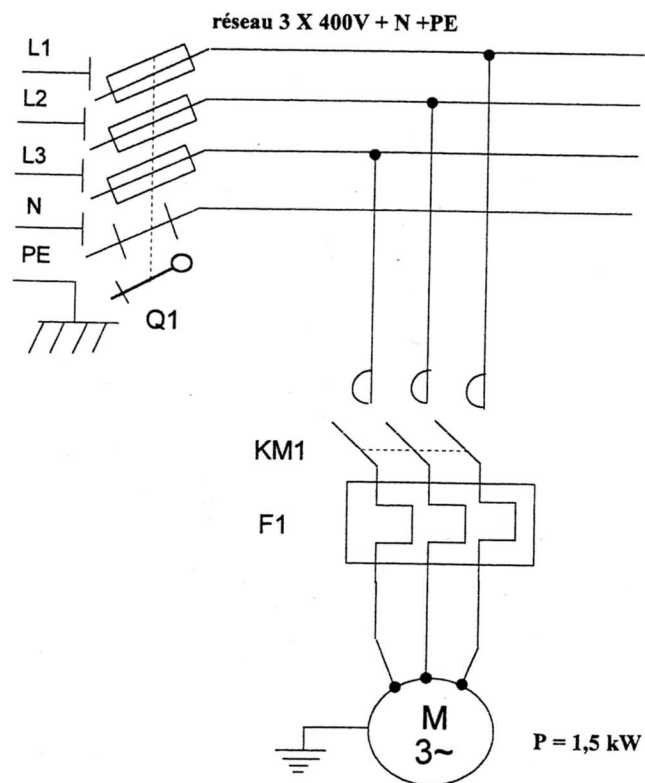 réseau 3 X 400V + N +PE
L1
L2
L3
N
PE
Q1
KM1
F1
M
3~
P = 1,5 kW